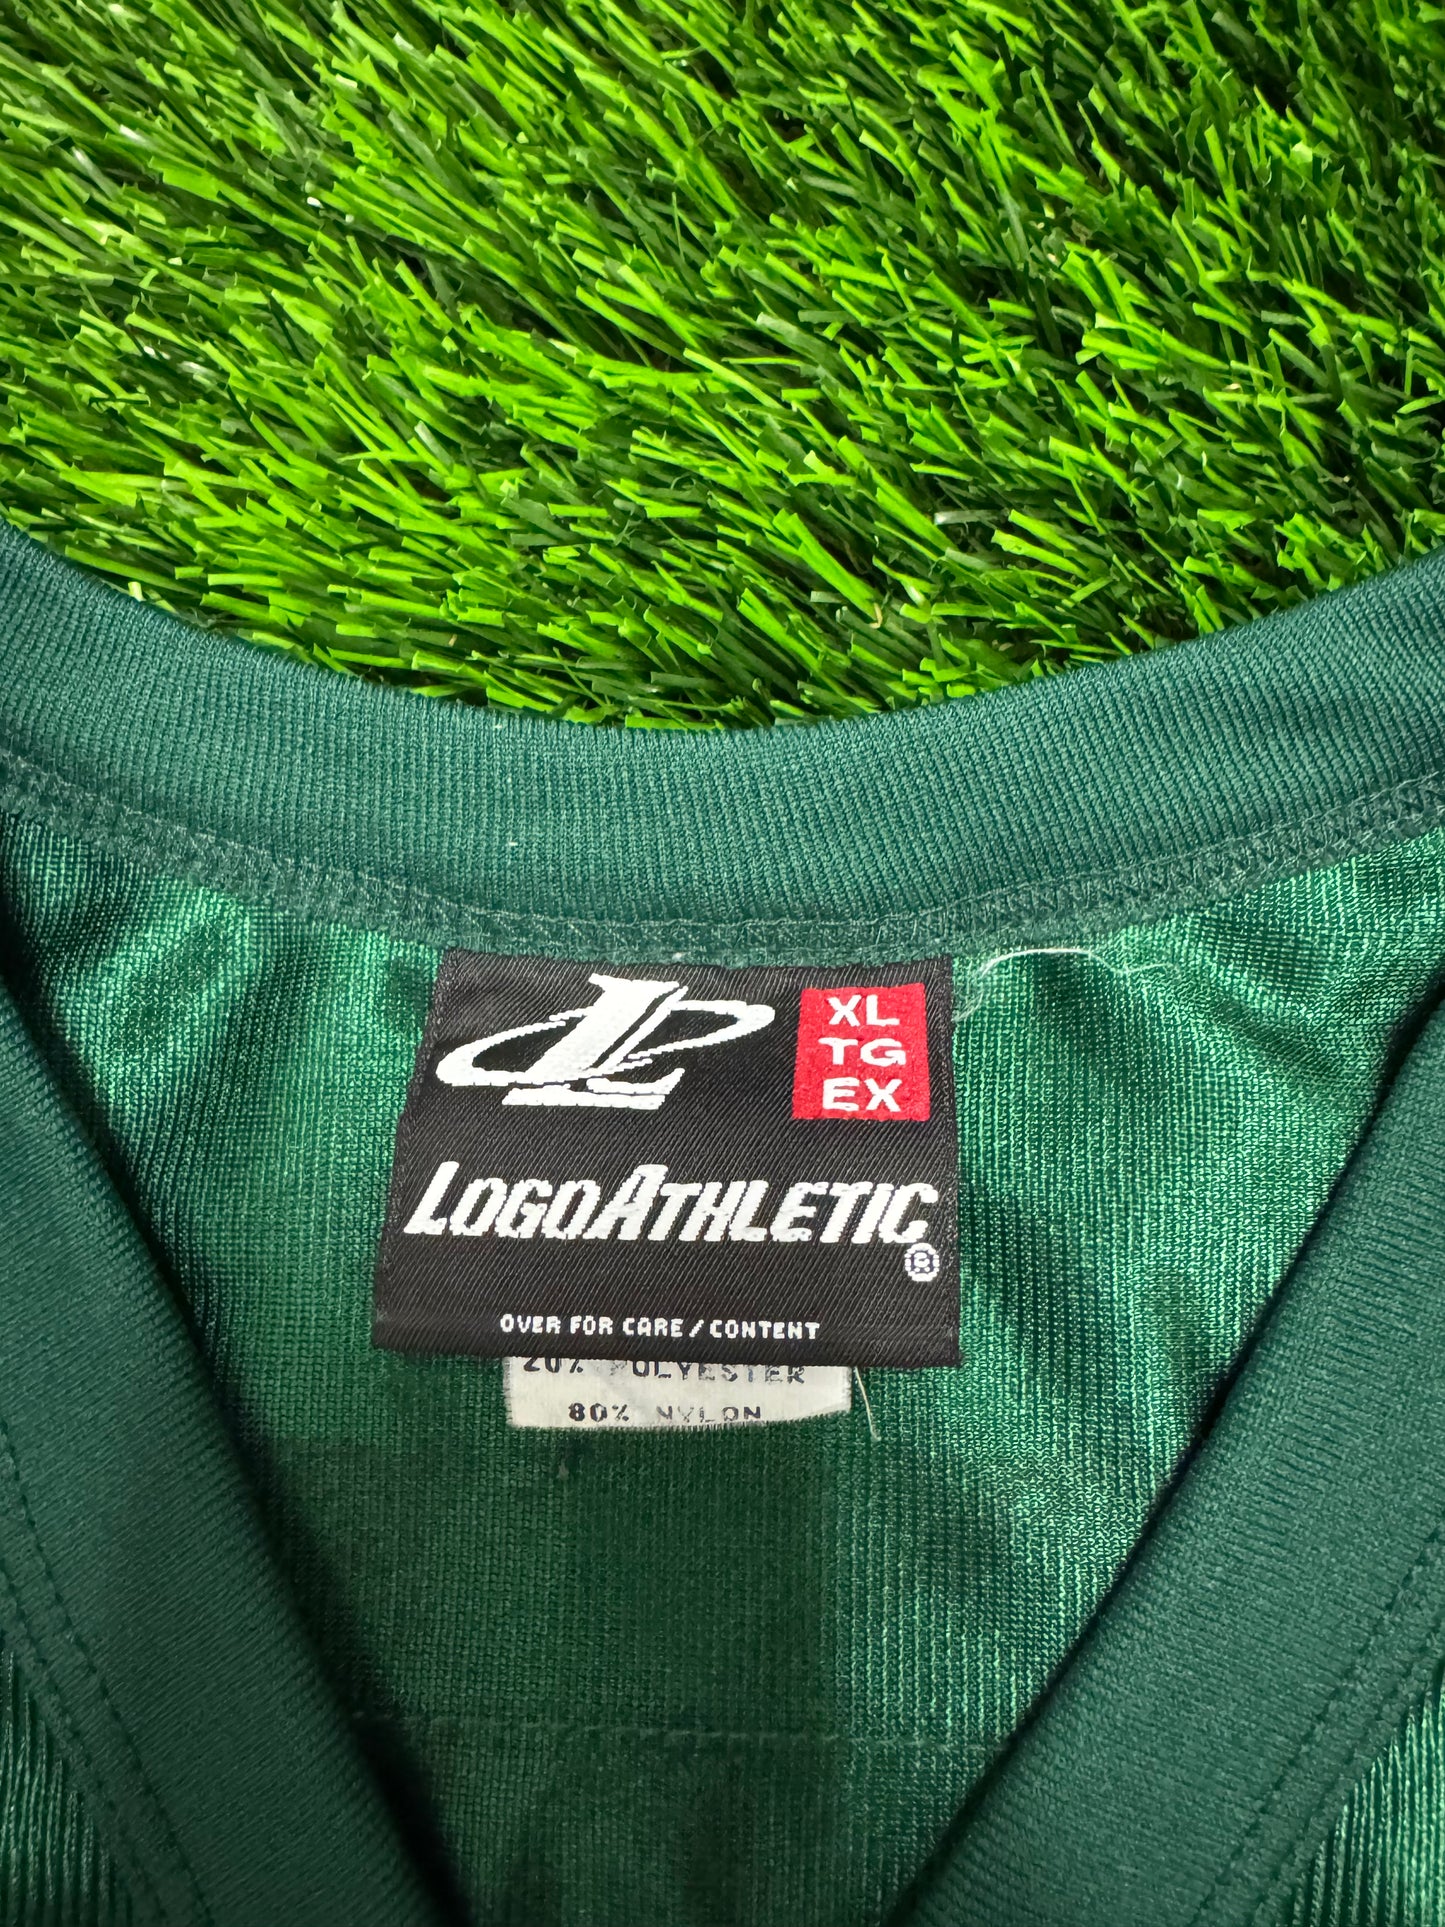 XL
TG
EX
LOGOATHLETIC®
OVER FOR CARE/CONTENT
20% POLYESTER
80% NYLON